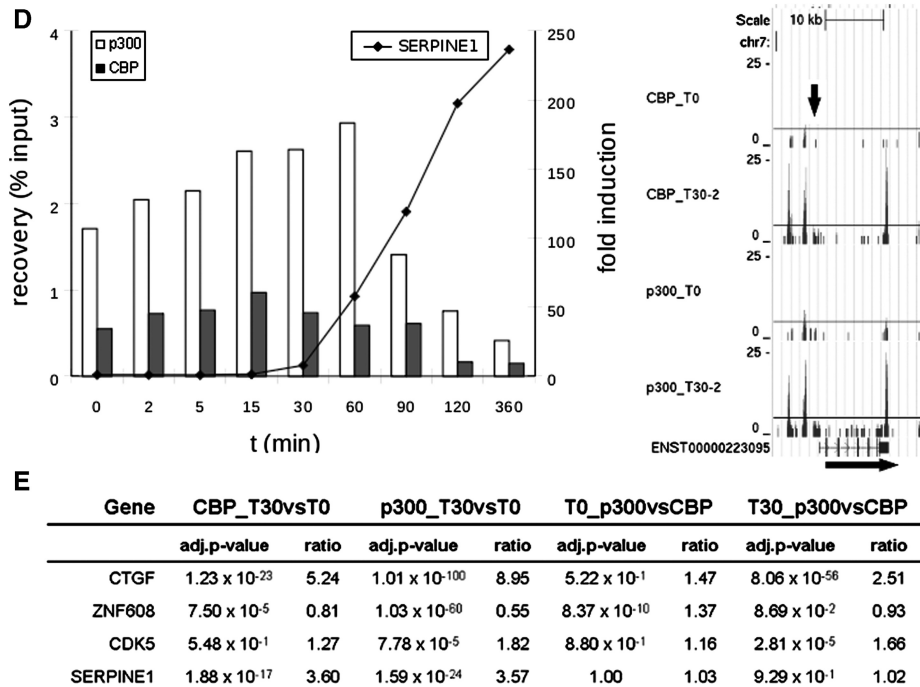 D
4
3
2
1
0
recovery (% input)
p300
CBP
SERPINE1
250
200
150
100
50
0
fold induction
0 2 5 15 30 60 90 120 360
t (min)
Scale 10 kb
chr7:
25 -
CBP_T0
0 _
25 -
CBP_T30-2
0 _
25 -
p300_T0
0 _
25 -
p300_T30-2
0 _
ENST00000223095
E
Gene CBP_T30vsT0 p300_T30vsT0 T0_p300vsCBP T30_p300vsCBP
adj.p-value ratio adj.p-value ratio adj.p-value ratio adj.p-value ratio
CTGF 1.23 x 10⁻²³ 5.24 1.01 x 10⁻¹⁰⁰ 8.95 5.22 x 10⁻¹ 1.47 8.06 x 10⁻⁵⁶ 2.51
ZNF608 7.50 x 10⁻⁵ 0.81 1.03 x 10⁻⁶⁰ 0.55 8.37 x 10⁻¹⁰ 1.37 8.69 x 10⁻² 0.93
CDK5 5.48 x 10⁻¹ 1.27 7.78 x 10⁻⁵ 1.82 8.80 x 10⁻¹ 1.16 2.81 x 10⁻⁵ 1.66
SERPINE1 1.88 x 10⁻¹⁷ 3.60 1.59 x 10⁻²⁴ 3.57 1.00 1.03 9.29 x 10⁻¹ 1.02